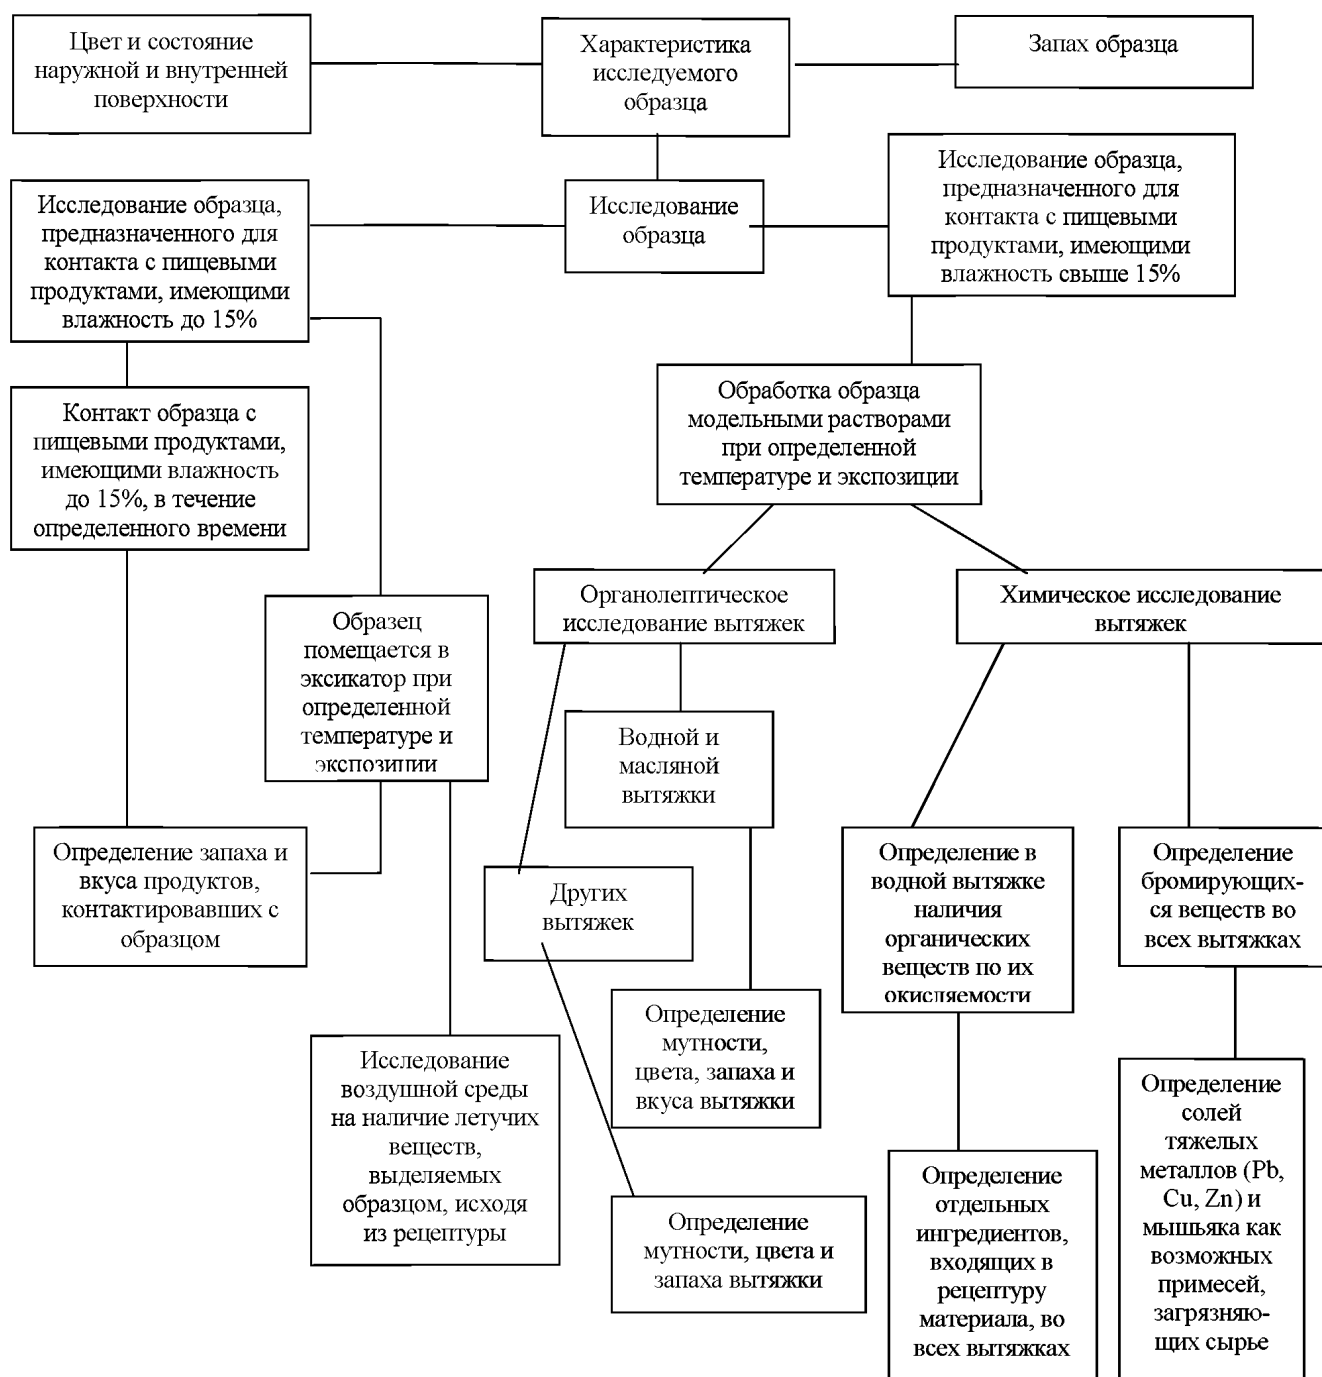 Цвет и состояние
наружной и внутренней
поверхности
Характеристика
исследуемого
образца
Запах образца
Исследование образца,
предназначенного для
контакта с пищевыми
продуктами, имеющими
влажность до 15%
Исследование
образца
Исследование образца,
предназначенного для
контакта с пищевыми
продуктами, имеющими
влажность свыше 15%
Контакт образца с
пищевыми продуктами,
имеющими влажность
до 15%, в течение
определенного времени
Обработка образца
модельными растворами
при определенной
температуре и экспозиции
Образец
помещается в
эксикатор при
определенной
температуре и
экспозиции
Органолептическое
исследование вытяжек
Химическое исследование
вытяжек
Водной и
масляной
вытяжки
Определение запаха и
вкуса продуктов,
контактировавших с
образцом
Других
вытяжек
Определение в
водной вытяжке
наличия
органических
веществ по их
окисляемости
Определение
бромирующих-
ся веществ во
всех вытяжках
Исследование
воздушной среды
на наличие летучих
веществ,
выделяемых
образцом, исходя
из рецептуры
Определение
мутности,
цвета, запаха и
вкуса вытяжки
Определение
мутности, цвета и
запаха вытяжки
Определение
отдельных
ингредиентов,
входящих в
рецептуру
материала, во
всех вытяжках
Определение
солей
тяжелых
металлов (Pb,
Cu, Zn) и
мышьяка как
возможных
примесей,
загрязняю-
щих сырье